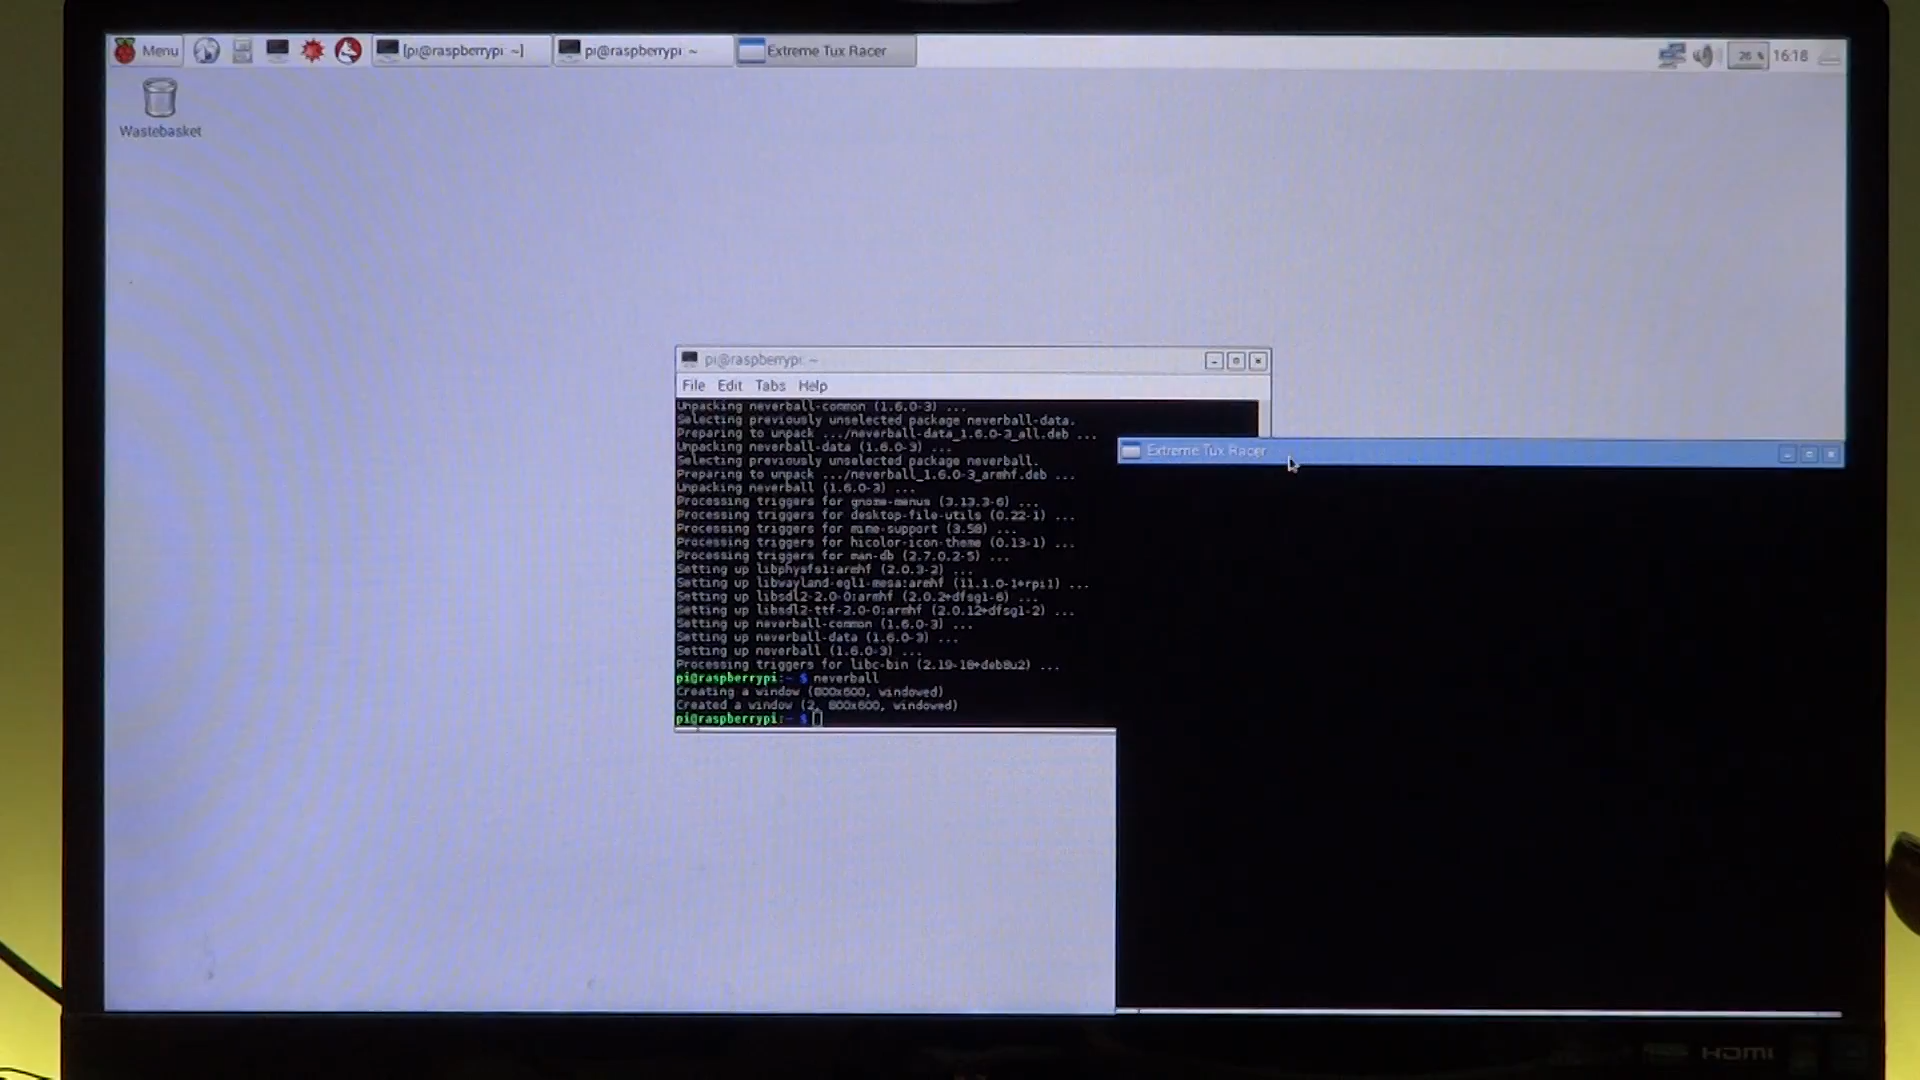 Menu [pi@raspberrypi: ~] pi@raspberrypi: ~ Extreme Tux Racer 16:18
Wastebasket
pi@raspberrypi: ~
File Edit Tabs Help
Unpacking neverball-common (1.6.0-3) ...
Selecting previously unselected package neverball-data.
Preparing to unpack .../neverball-data_1.6.0-3_all.deb ...
Unpacking neverball-data (1.6.0-3) ...
Selecting previously unselected package neverball.
Preparing to unpack .../neverball_1.6.0-3_armhf.deb ...
Unpacking neverball (1.6.0-3) ...
Processing triggers for gnome-menus (3.13.3-6) ...
Processing triggers for desktop-file-utils (0.22-1) ...
Processing triggers for mime-support (3.58) ...
Processing triggers for hicolor-icon-theme (0.13-1) ...
Processing triggers for man-db (2.7.0.2-5) ...
Setting up libphysfs1:armhf (2.0.3-2) ...
Setting up libwayland-egl1-mesa:armhf (11.1.0-1+rpi1) ...
Setting up libsdl2-2.0-0:armhf (2.0.2+dfsg1-6) ...
Setting up libsdl2-ttf-2.0-0:armhf (2.0.12+dfsg1-2) ...
Setting up neverball-common (1.6.0-3) ...
Setting up neverball-data (1.6.0-3) ...
Setting up neverball (1.6.0-3) ...
Processing triggers for libc-bin (2.19-18+deb8u2) ...
pi@raspberrypi:~ $ neverball
Creating a window (800x600, windowed)
Created a window (2, 800x600, windowed)
pi@raspberrypi:~ $
Extreme Tux Racer
HDMI